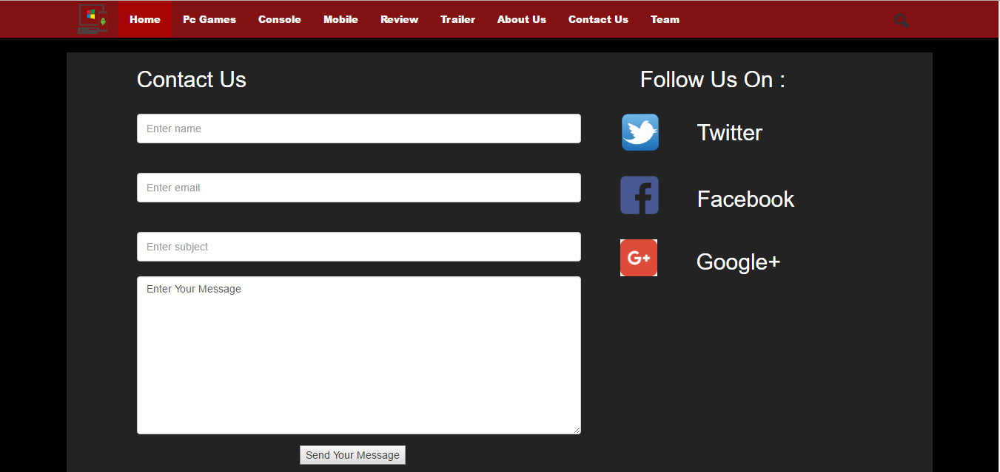 Home Pc Games Console Mobile Review Trailer About Us Contact Us Team
Contact Us
Enter name
Enter email
Enter subject
Enter Your Message
Send Your Message
Follow Us On :
Twitter
Facebook
G+ Google+